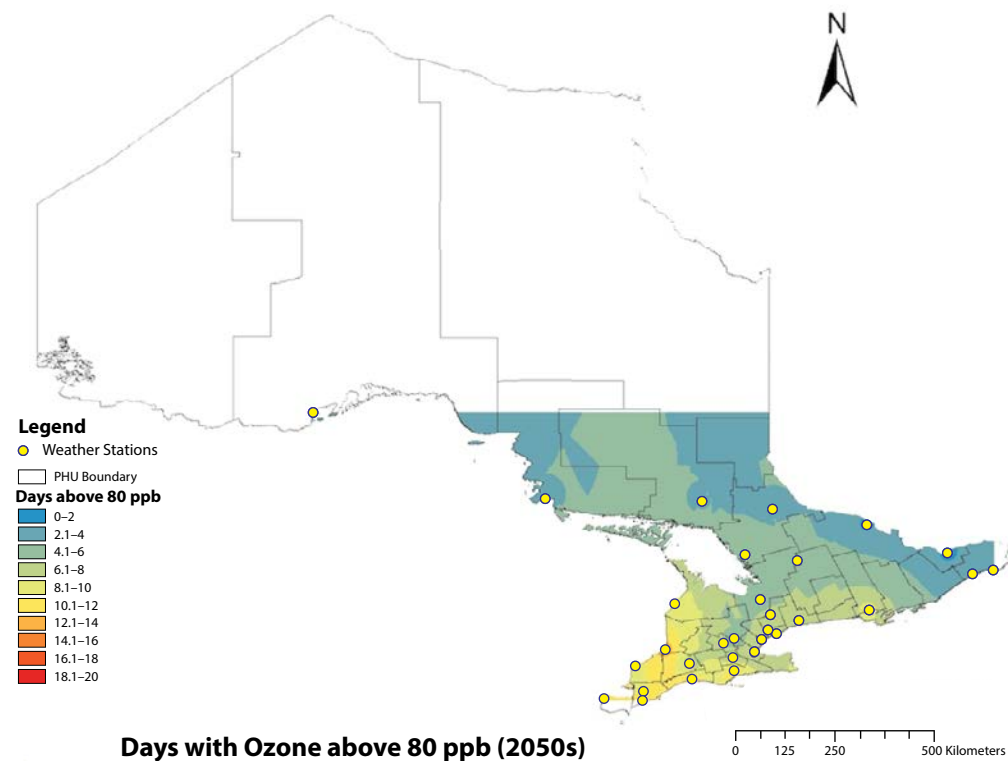 N
Legend
Weather Stations
PHU Boundary
Days above 80 ppb
0–2
2.1–4
4.1–6
6.1–8
8.1–10
10.1–12
12.1–14
14.1–16
16.1–18
18.1–20
Days with Ozone above 80 ppb (2050s)
0 125 250 500 Kilometers